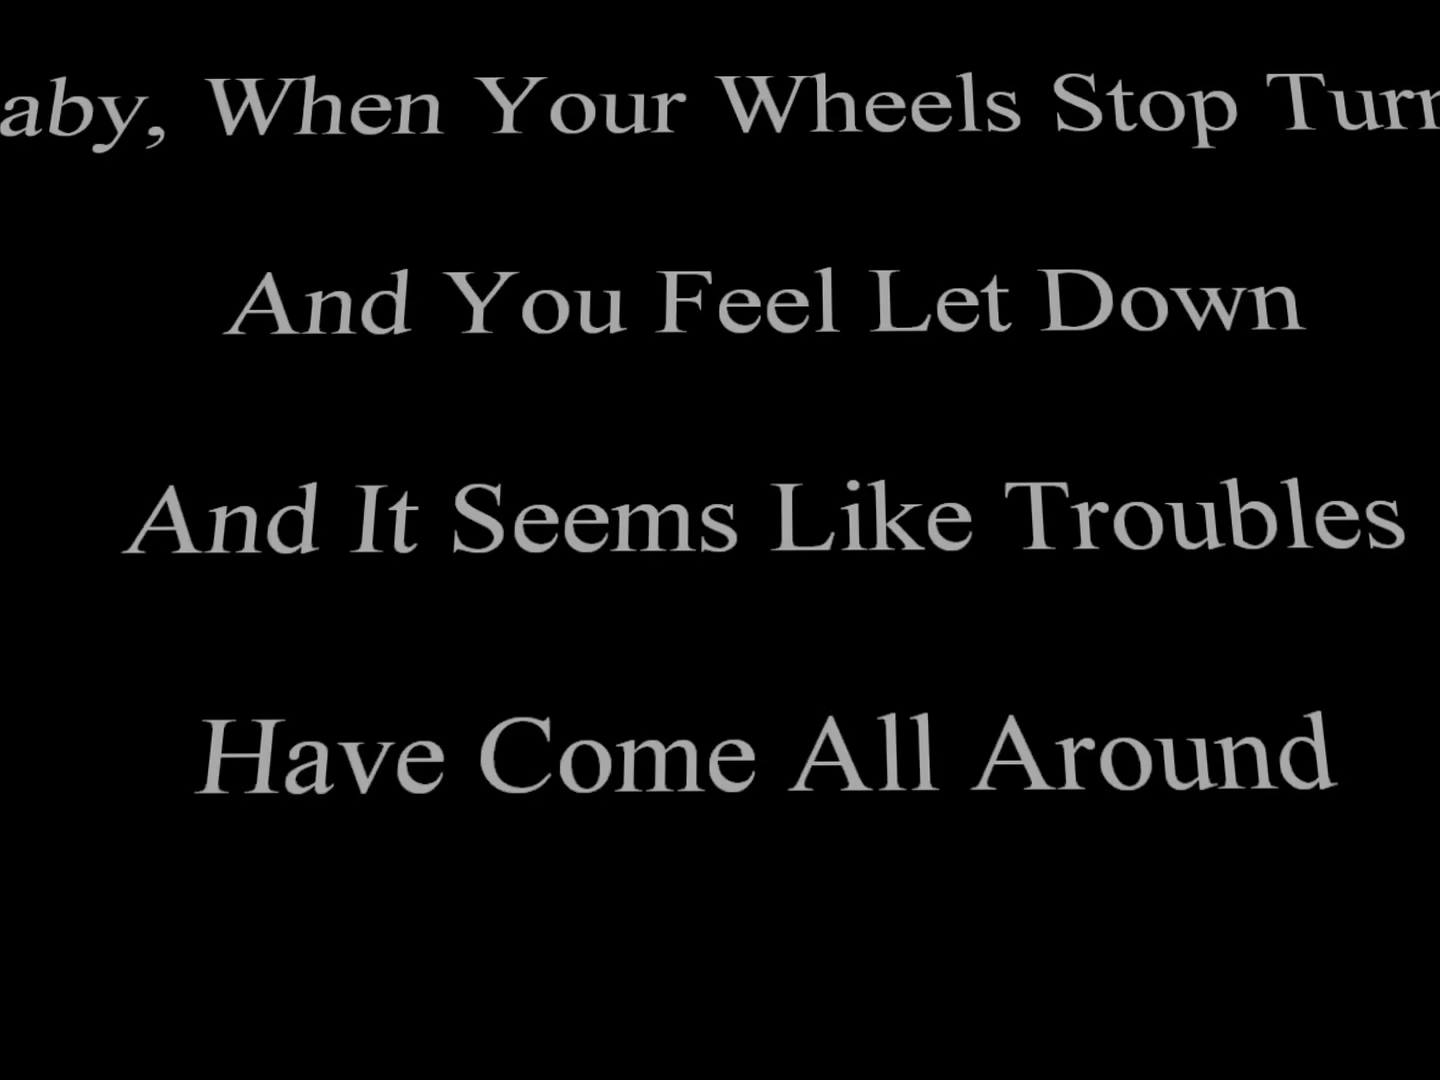 aby, When Your Wheels Stop Turn
And You Feel Let Down
And It Seems Like Troubles
Have Come All Around